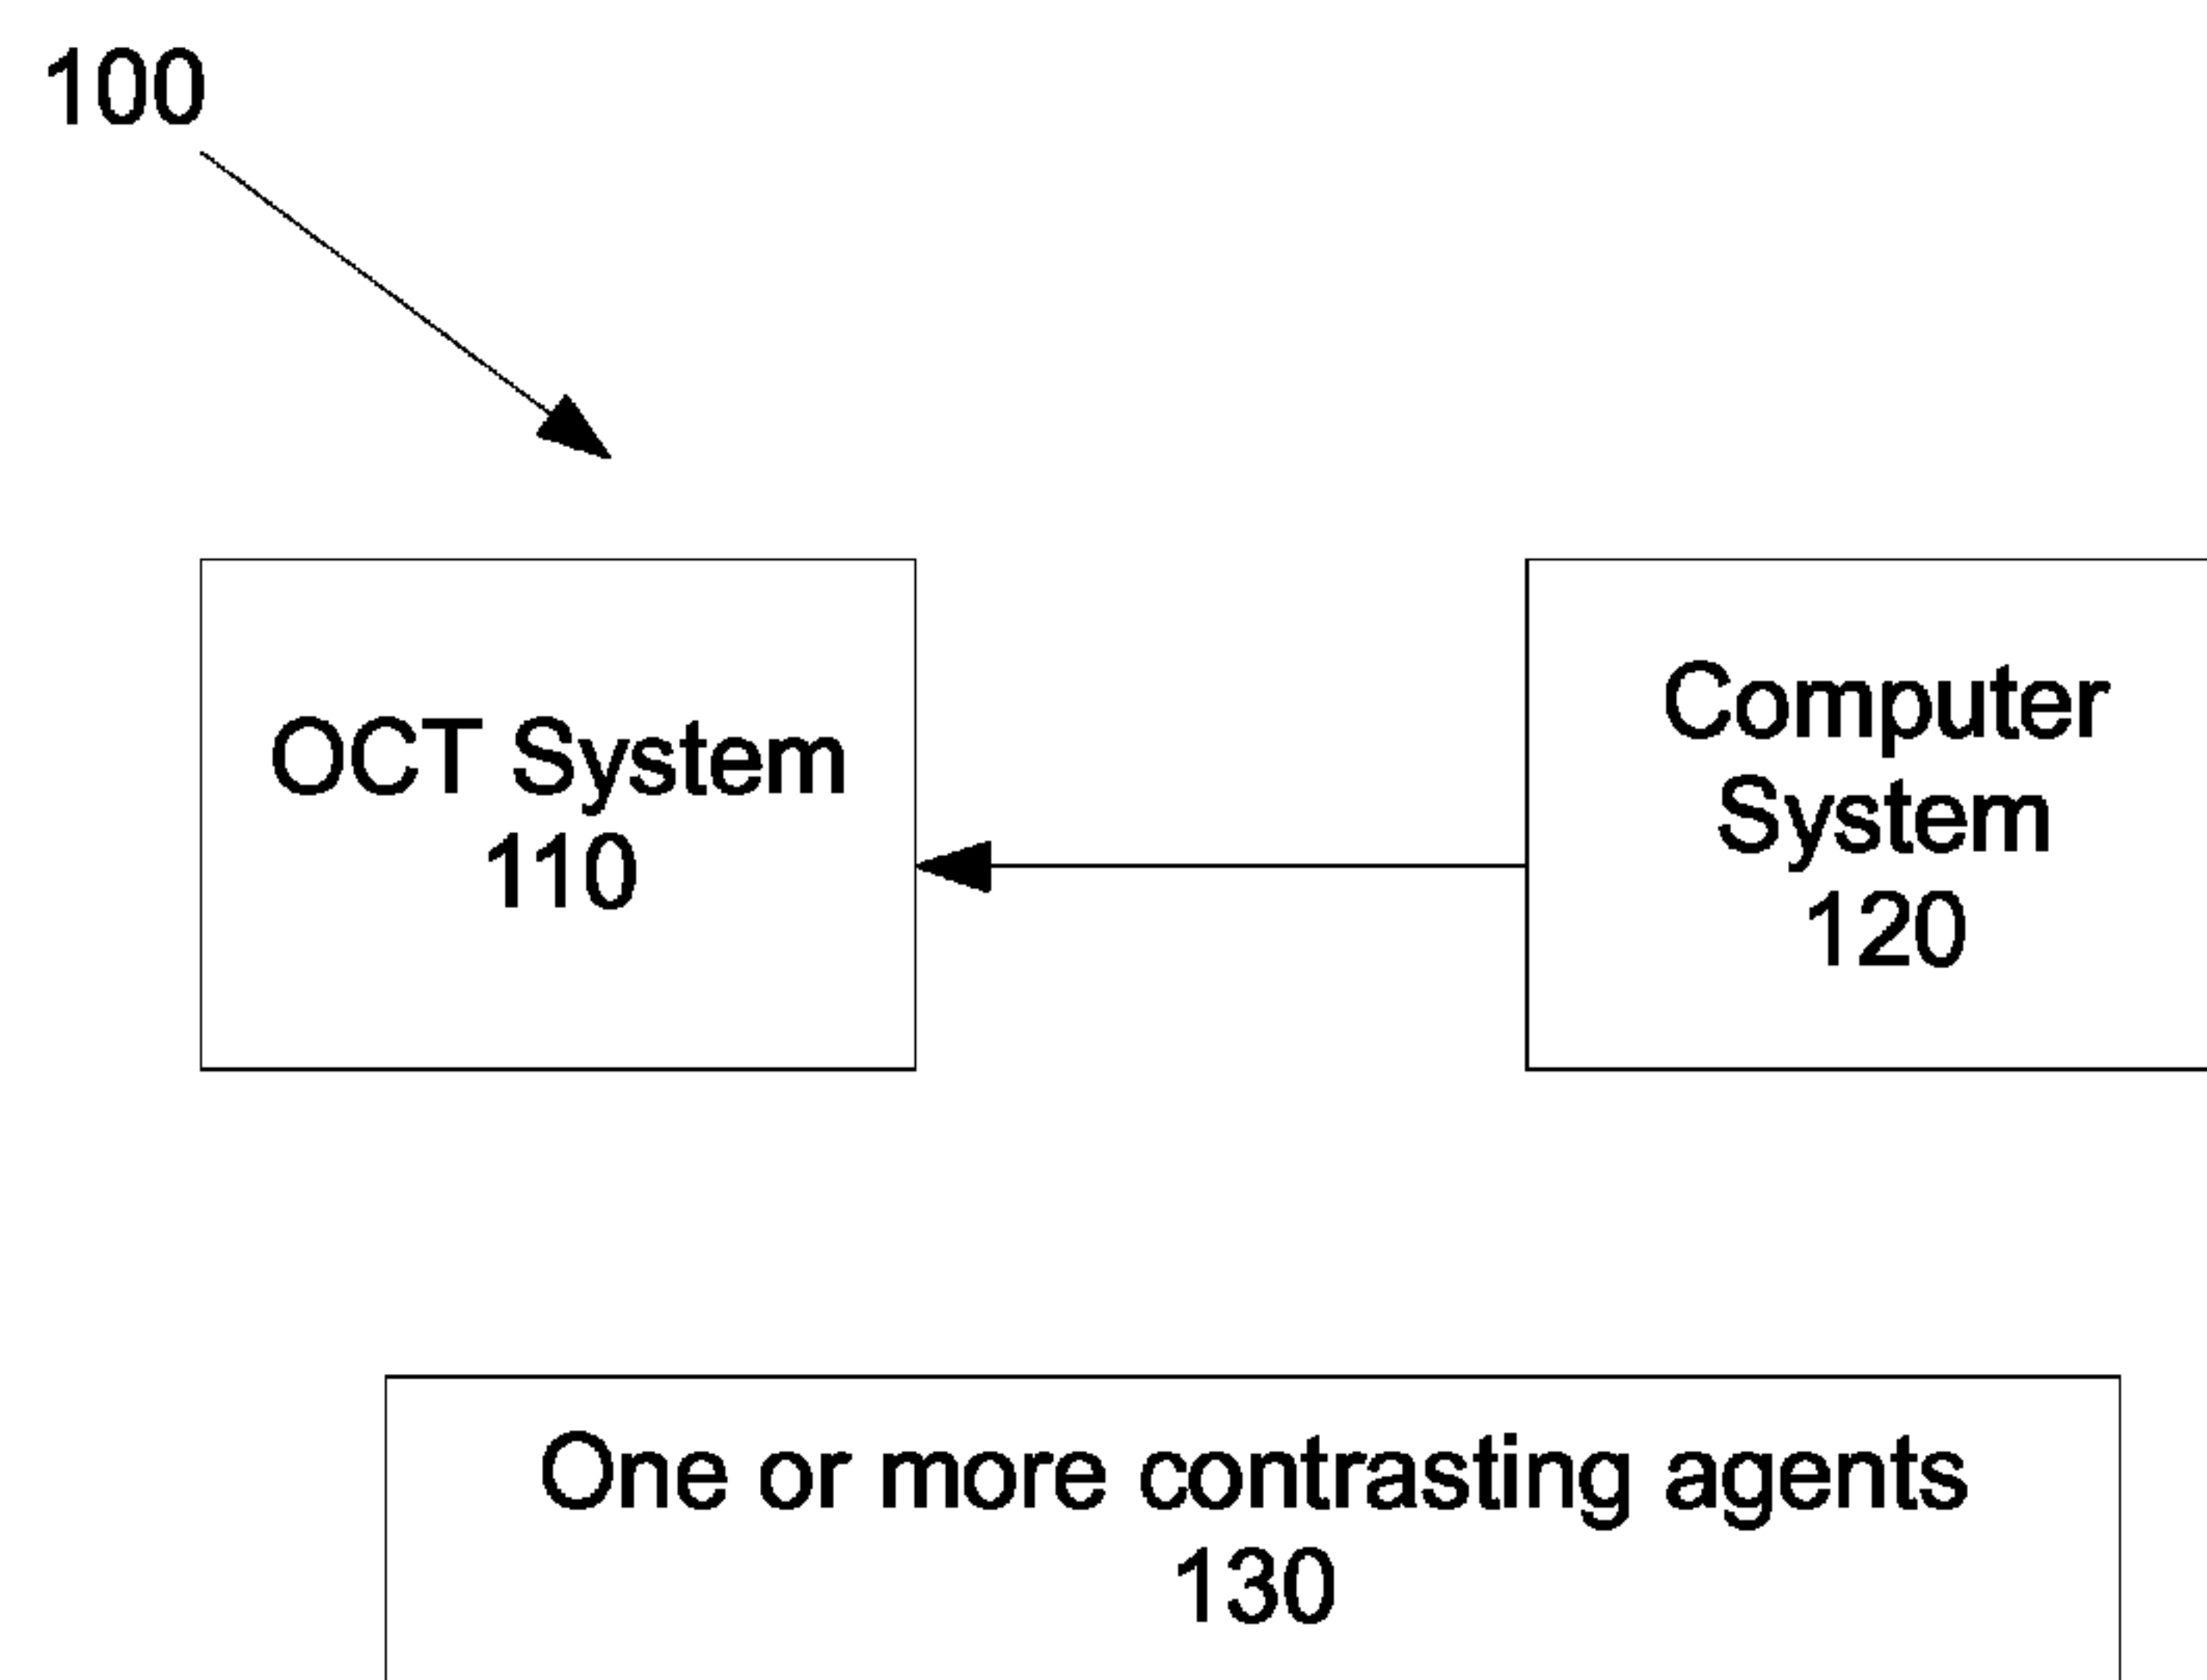 100
OCT System
110
Computer
System
120
One or more contrasting agents
130